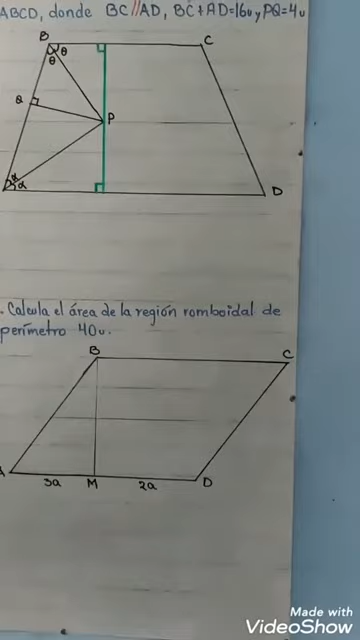 ABCD, donde BC//AD, BC+AD=16u y PQ=4u
B
C
θ
θ
Q
P
α
α
D
. Calcula el área de la región romboidal de
perímetro 40u.
B
C
A
3a
M
2a
D
Made with
VideoShow